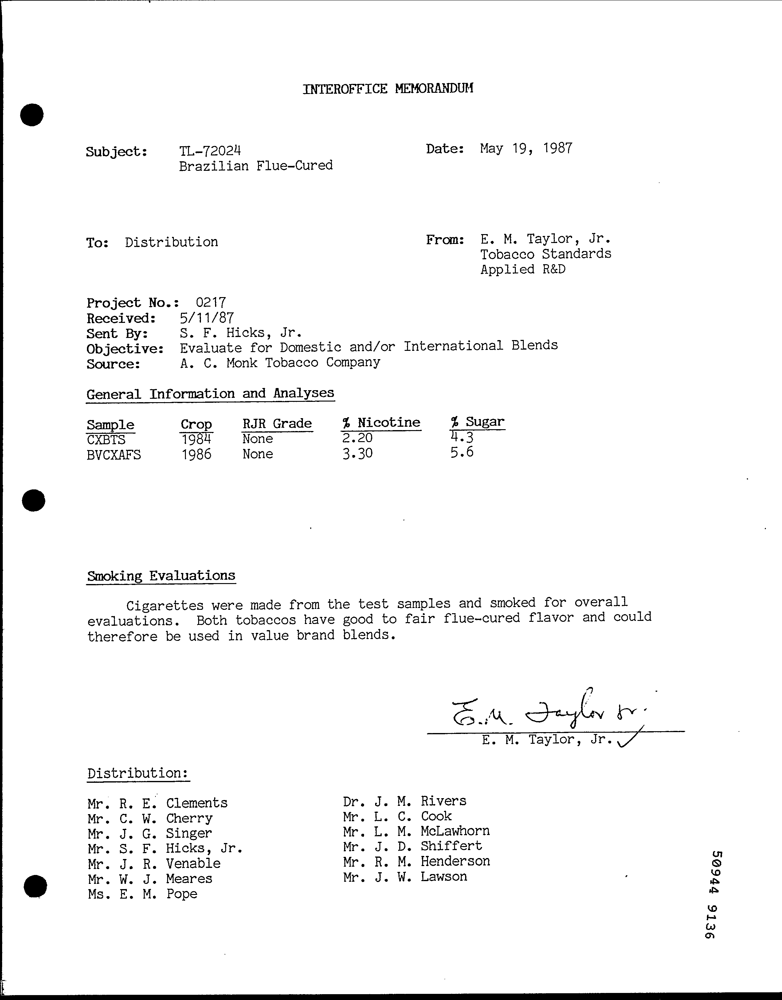 INTEROFFICE MEMORANDUM
Subject: TL-72024 Date: May 19, 1987
Brazilian Flue-Cured
To: Distribution From: E. M. Taylor, Jr.
Tobacco Standards
Applied R&D
Project No.: 0217
Received: 5/11/87
Sent By: S. F. Hicks, Jr.
Objective: Evaluate for Domestic and/or International Blends
Source: A. C. Monk Tobacco Company
General Information and Analyses
Sample Crop RJR Grade % Nicotine % Sugar
CXBTS 1984 None 2.20 4.3
BVCXAFS 1986 None 3.30 5.6
Smoking Evaluations
Cigarettes were made from the test samples and smoked for overall
evaluations. Both tobaccos have good to fair flue-cured flavor and could
therefore be used in value brand blends.
E. M. Taylor Jr.
E. M. Taylor, Jr.
Distribution:
Mr. R. E. Clements Dr. J. M. Rivers
Mr. C. W. Cherry Mr. L. C. Cook
Mr. J. G. Singer Mr. L. M. McLawhorn
Mr. S. F. Hicks, Jr. Mr. J. D. Shiffert
Mr. J. R. Venable Mr. R. M. Henderson
Mr. W. J. Meares Mr. J. W. Lawson
Ms. E. M. Pope
50944 9136